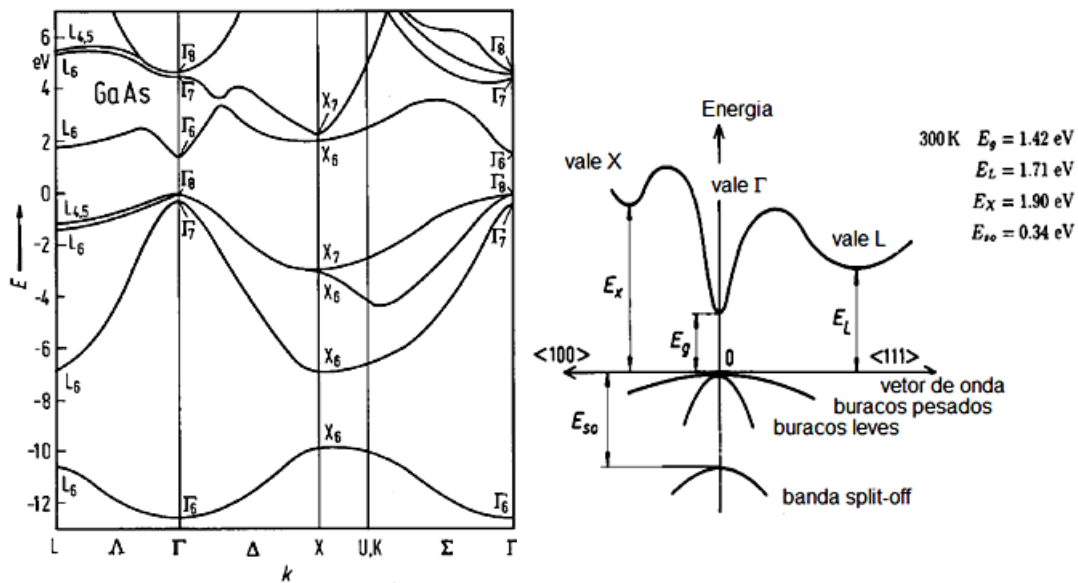 6
eV
4
2
0
-2
-4
-6
-8
-10
-12
E
GaAs
L4,5
L6
L6
L4,5
L6
L6
L6
Γ8
Γ7
Γ6
Γ8
Γ7
Γ6
X7
X6
X7
X6
X6
X6
Γ8
Γ7
Γ6
Γ8
Γ7
Γ6
L Λ Γ Δ X U,K Σ Γ
k
Energia
300 K Eg = 1.42 eV
EL = 1.71 eV
EX = 1.90 eV
Eso = 0.34 eV
vale X
vale Γ
vale L
EX
Eg
EL
<100>
0
<111>
vetor de onda
buracos pesados
buracos leves
Eso
banda split-off